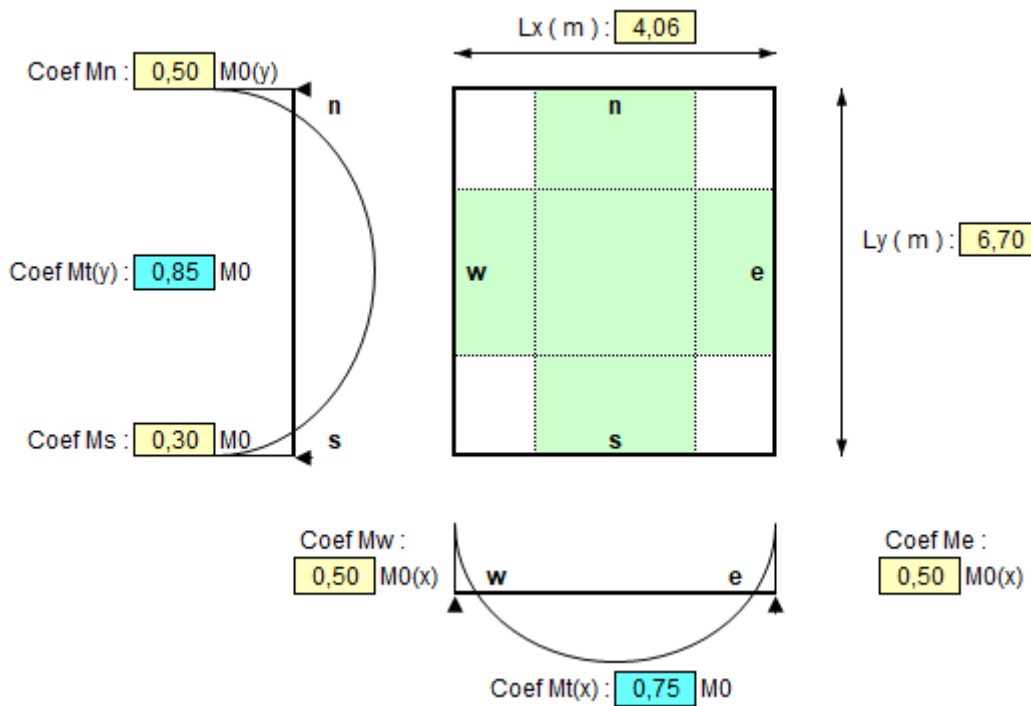 Lx ( m ) : 4,06
Coef Mn : 0,50 M0(y)
n
n
Coef Mt(y) : 0,85 M0
w
e
Ly ( m ) : 6,70
Coef Ms : 0,30 M0
s
s
Coef Mw :
0,50 M0(x)
w
e
Coef Me :
0,50 M0(x)
Coef Mt(x) : 0,75 M0